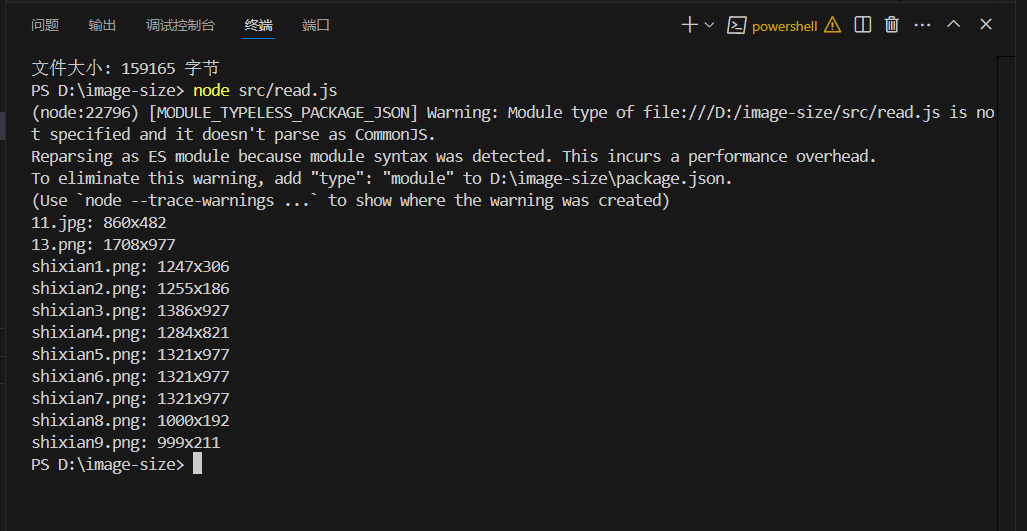 问题 输出 调试控制台 终端 端口 powershell
文件大小: 159165 字节
PS D:\image-size> node src/read.js
(node:22796) [MODULE_TYPELESS_PACKAGE_JSON] Warning: Module type of file:///D:/image-size/src/read.js is no
t specified and it doesn't parse as CommonJS.
Reparsing as ES module because module syntax was detected. This incurs a performance overhead.
To eliminate this warning, add "type": "module" to D:\image-size\package.json.
(Use `node --trace-warnings ...` to show where the warning was created)
11.jpg: 860x482
13.png: 1708x977
shixian1.png: 1247x306
shixian2.png: 1255x186
shixian3.png: 1386x927
shixian4.png: 1284x821
shixian5.png: 1321x977
shixian6.png: 1321x977
shixian7.png: 1321x977
shixian8.png: 1000x192
shixian9.png: 999x211
PS D:\image-size>